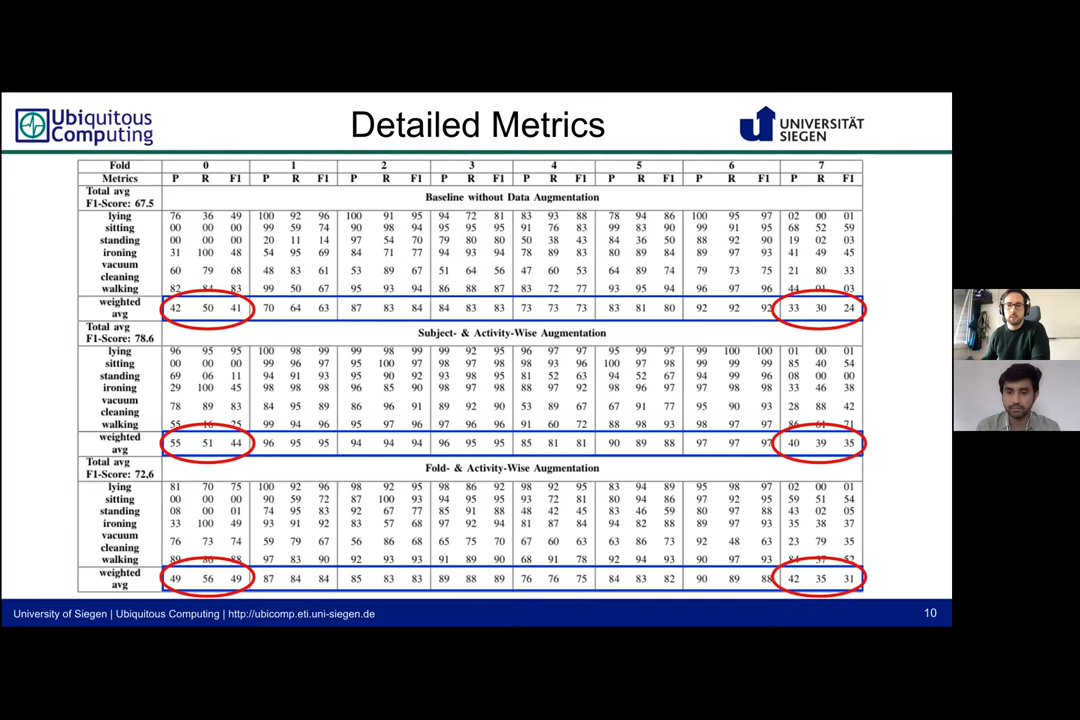 Ubiquitous
Computing
Detailed Metrics
UNIVERSITÄT
SIEGEN
Fold 0 1 2 3 4 5 6 7
Metrics P R F1 P R F1 P R F1 P R F1 P R F1 P R F1 P R F1 P R F1
Total avg
F1-Score: 67.5
Baseline without Data Augmentation
lying 76 36 49 100 92 96 100 91 95 94 72 81 83 93 88 78 94 86 100 95 97 02 00 01
sitting 00 00 00 99 59 74 90 98 94 95 95 95 91 76 83 99 83 90 99 91 95 68 52 59
standing 00 00 00 20 11 14 97 54 70 79 80 80 50 38 43 84 36 50 88 92 90 19 02 03
ironing 31 100 48 54 95 69 84 71 77 94 93 94 78 89 83 80 89 84 89 97 93 41 49 45
vacuum
cleaning 60 79 68 48 83 61 53 89 67 51 64 56 47 60 53 64 89 74 79 73 75 21 80 33
walking 82 84 83 99 50 67 95 93 94 86 88 87 83 72 77 93 95 94 96 97 96 44 01 03
weighted
avg 42 50 41 70 64 63 87 83 84 84 83 83 73 73 73 83 81 80 92 92 92 33 30 24
Total avg
F1-Score: 78.6
Subject- & Activity-Wise Augmentation
lying 96 95 95 100 98 99 99 98 99 99 92 95 96 97 97 95 99 97 99 100 100 01 00 01
sitting 00 00 00 99 96 97 95 100 97 98 97 98 98 93 96 100 97 98 99 99 99 85 40 54
standing 69 06 11 94 91 93 95 90 92 93 98 95 81 52 63 94 52 67 94 99 96 08 00 00
ironing 29 100 45 98 98 98 96 85 90 98 97 98 88 97 92 98 96 97 97 98 98 33 46 38
vacuum
cleaning 78 89 83 84 95 89 86 96 91 89 92 90 53 89 67 67 91 77 95 90 93 28 88 42
walking 55 16 25 99 94 96 95 97 96 97 96 96 91 60 72 88 98 93 98 97 97 86 61 71
weighted
avg 55 51 44 96 95 95 94 94 94 96 95 95 85 81 81 90 89 88 97 97 97 40 39 35
Total avg
F1-Score: 72,6
Fold- & Activity-Wise Augmentation
lying 81 70 75 100 92 96 98 92 95 98 86 92 98 92 95 83 94 89 95 98 97 02 00 01
sitting 00 00 00 90 59 72 87 100 93 94 95 95 93 72 81 80 94 86 97 92 95 59 51 54
standing 08 00 01 74 95 83 92 67 77 85 91 88 48 42 45 83 46 59 80 97 88 43 02 05
ironing 33 100 49 93 91 92 83 57 68 97 92 94 81 87 84 94 82 88 89 97 93 35 38 37
vacuum
cleaning 76 73 74 59 79 67 56 86 68 65 75 70 67 60 63 63 86 73 92 48 63 23 79 35
walking 89 86 88 97 83 90 92 93 93 91 89 90 68 91 78 92 94 93 90 97 93 84 37 52
weighted
avg 49 56 49 87 84 84 85 83 83 89 88 89 76 76 75 84 83 82 90 89 88 42 35 31
University of Siegen | Ubiquitous Computing | http://ubicomp.eti.uni-siegen.de
10